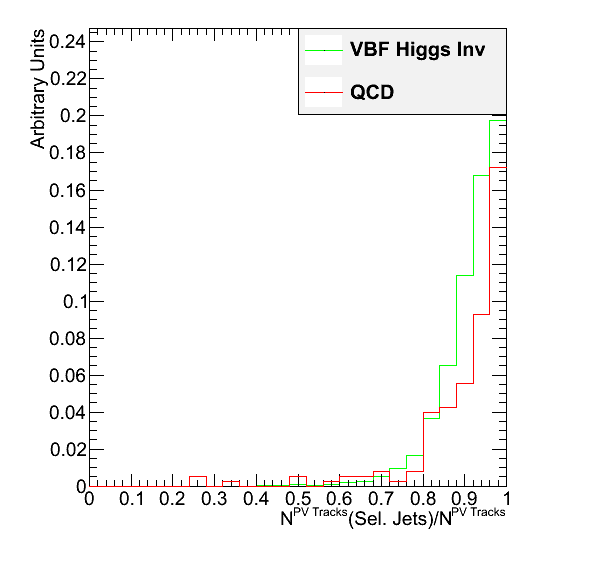 Arbitrary Units
0.24
0.22
0.2
0.18
0.16
0.14
0.12
0.1
0.08
0.06
0.04
0.02
0
VBF Higgs Inv
QCD
0 0.1 0.2 0.3 0.4 0.5 0.6 0.7 0.8 0.9 1
N^PV Tracks(Sel. Jets)/N^PV Tracks